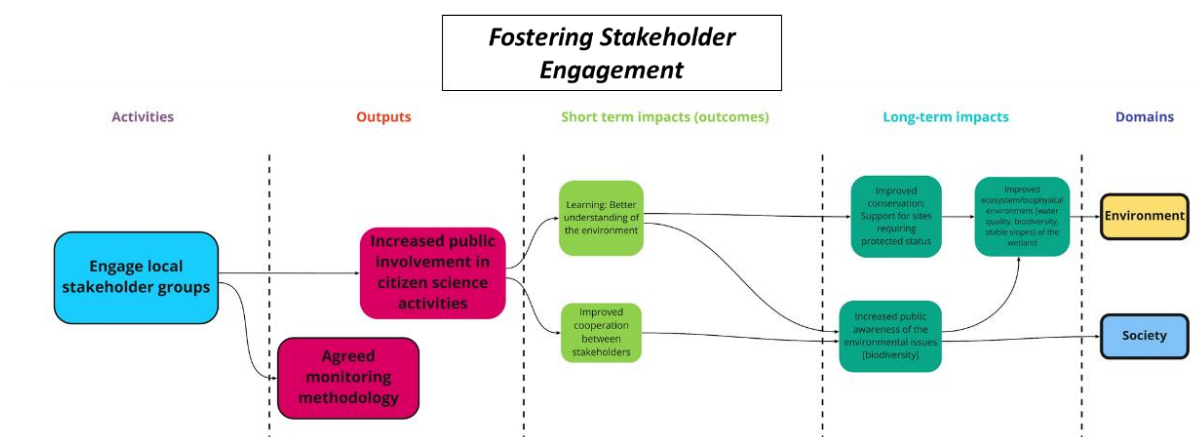 Fostering Stakeholder
Engagement
Activities
Outputs
Short term impacts (outcomes)
Long-term impacts
Domains
Engage local
stakeholder groups
Increased public
involvement in
citizen science
activities
Agreed
monitoring
methodology
Learning: Better
understanding of
the environment
Improved
cooperation
between
stakeholders
Improved
conservation:
Support for sites
requiring
protected status
Improved
ecosystem/biophysical
environment [water
quality, biodiversity,
stable slopes) of the
wetland
Increased public
awareness of the
environmental issues
[biodiversity]
Environment
Society